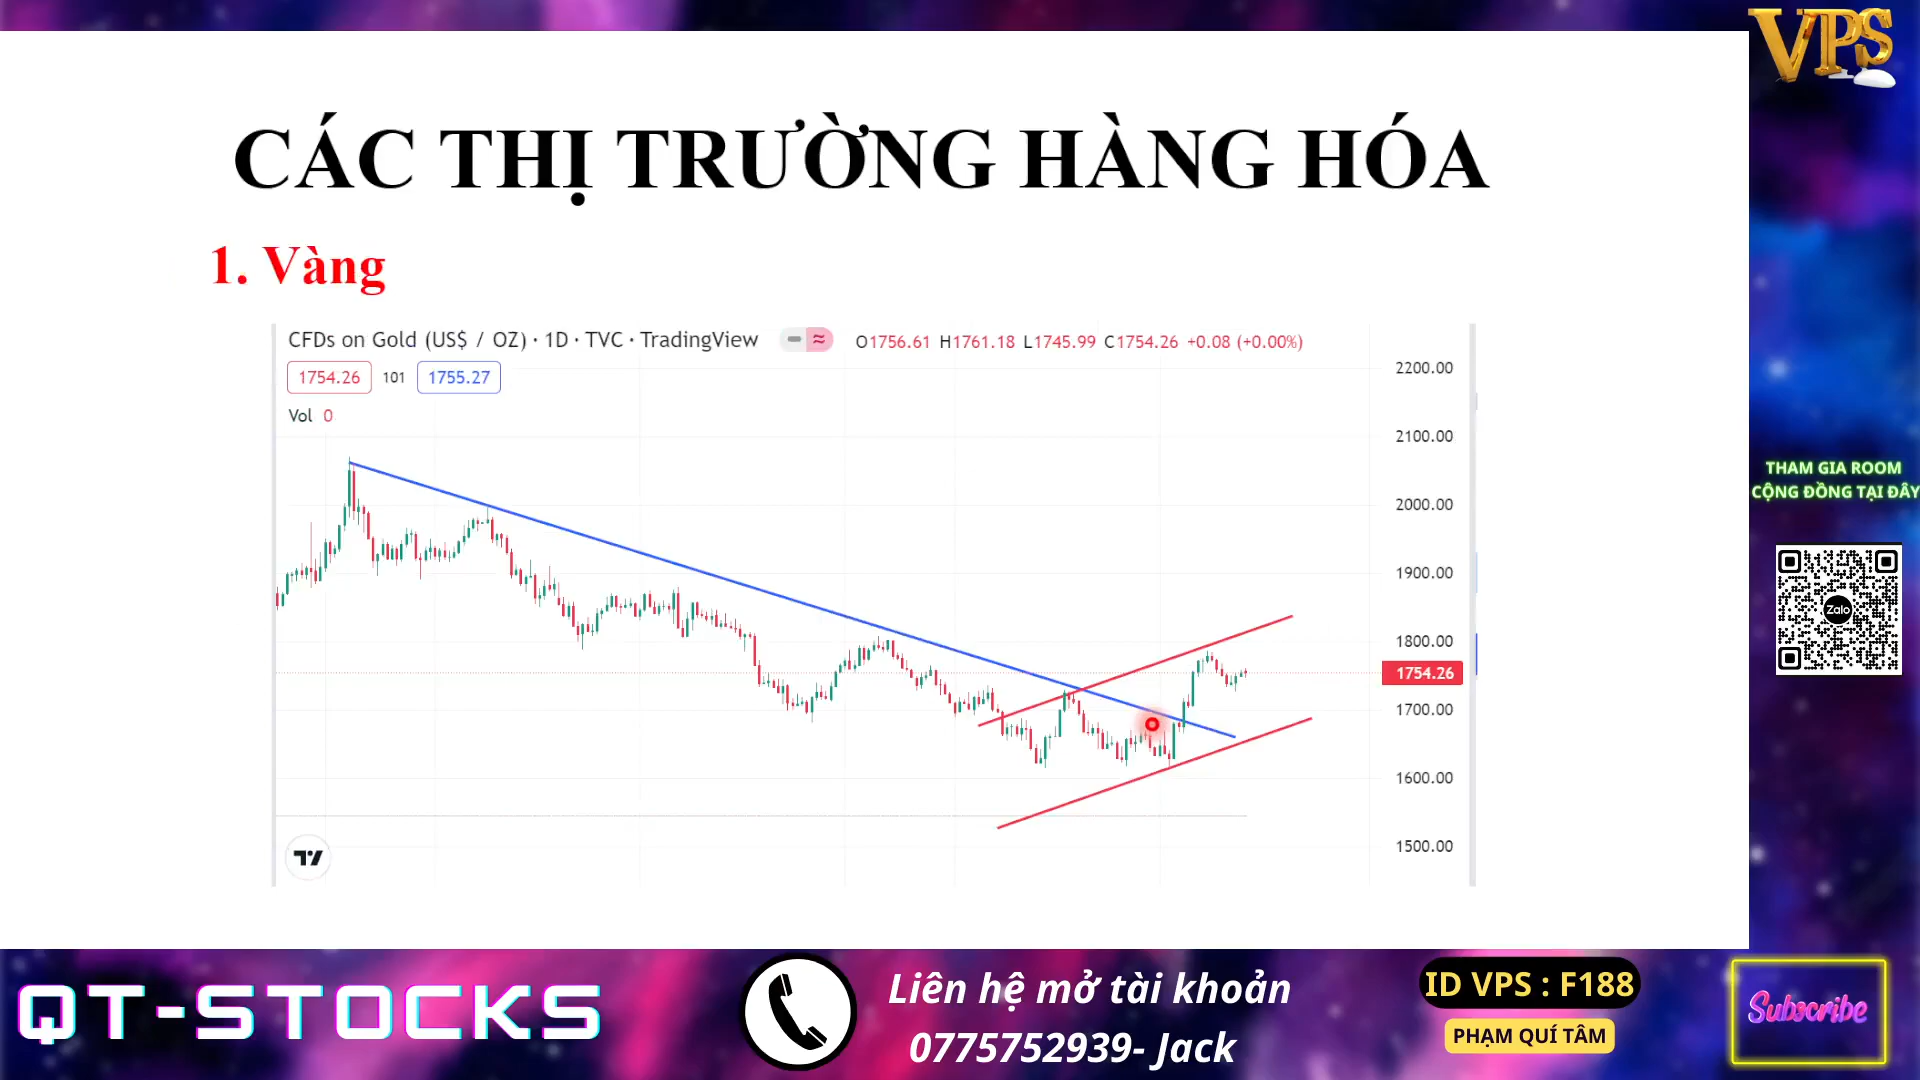 VPS
CÁC THỊ TRƯỜNG HÀNG HÓA
1. Vàng
CFDs on Gold (US$ / OZ) · 1D · TVC · TradingView
O1756.61 H1761.18 L1745.99 C1754.26 +0.08 (+0.00%)
1754.26 101 1755.27
Vol 0
2200.00
2100.00
2000.00
1900.00
1800.00
1754.26
1700.00
1600.00
1500.00
THAM GIA ROOM
CỘNG ĐỒNG TẠI ĐÂY
Zalo
QT-STOCKS
Liên hệ mở tài khoản
0775752939- Jack
ID VPS : F188
PHẠM QUÍ TÂM
Subscribe